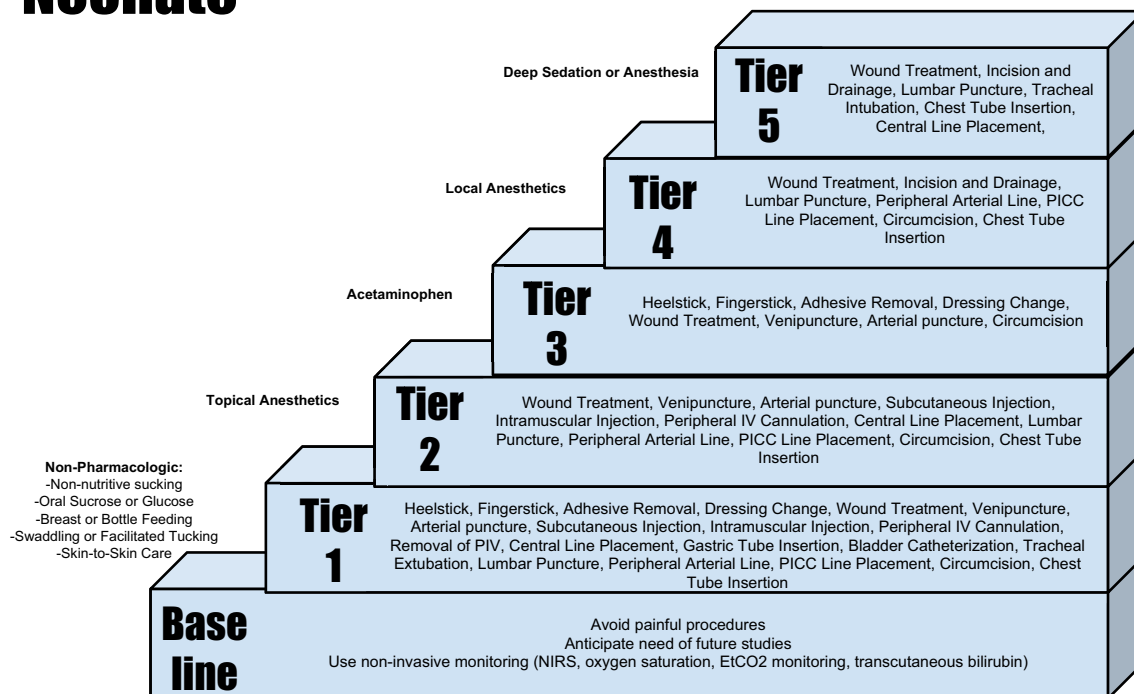 Neonate
Deep Sedation or Anesthesia
Tier
5
Wound Treatment, Incision and
Drainage, Lumbar Puncture, Tracheal
Intubation, Chest Tube Insertion,
Central Line Placement,
Local Anesthetics
Tier
4
Wound Treatment, Incision and Drainage,
Lumbar Puncture, Peripheral Arterial Line, PICC
Line Placement, Circumcision, Chest Tube
Insertion
Acetaminophen
Tier
3
Heelstick, Fingerstick, Adhesive Removal, Dressing Change,
Wound Treatment, Venipuncture, Arterial puncture, Circumcision
Topical Anesthetics
Tier
2
Wound Treatment, Venipuncture, Arterial puncture, Subcutaneous Injection,
Intramuscular Injection, Peripheral IV Cannulation, Central Line Placement, Lumbar
Puncture, Peripheral Arterial Line, PICC Line Placement, Circumcision, Chest Tube
Insertion
Non-Pharmacologic:
-Non-nutritive sucking
-Oral Sucrose or Glucose
-Breast or Bottle Feeding
-Swaddling or Facilitated Tucking
-Skin-to-Skin Care
Tier
1
Heelstick, Fingerstick, Adhesive Removal, Dressing Change, Wound Treatment, Venipuncture,
Arterial puncture, Subcutaneous Injection, Intramuscular Injection, Peripheral IV Cannulation,
Removal of PIV, Central Line Placement, Gastric Tube Insertion, Bladder Catheterization, Tracheal
Extubation, Lumbar Puncture, Peripheral Arterial Line, PICC Line Placement, Circumcision, Chest
Tube Insertion
Base
line
Avoid painful procedures
Anticipate need of future studies
Use non-invasive monitoring (NIRS, oxygen saturation, EtCO2 monitoring, transcutaneous bilirubin)